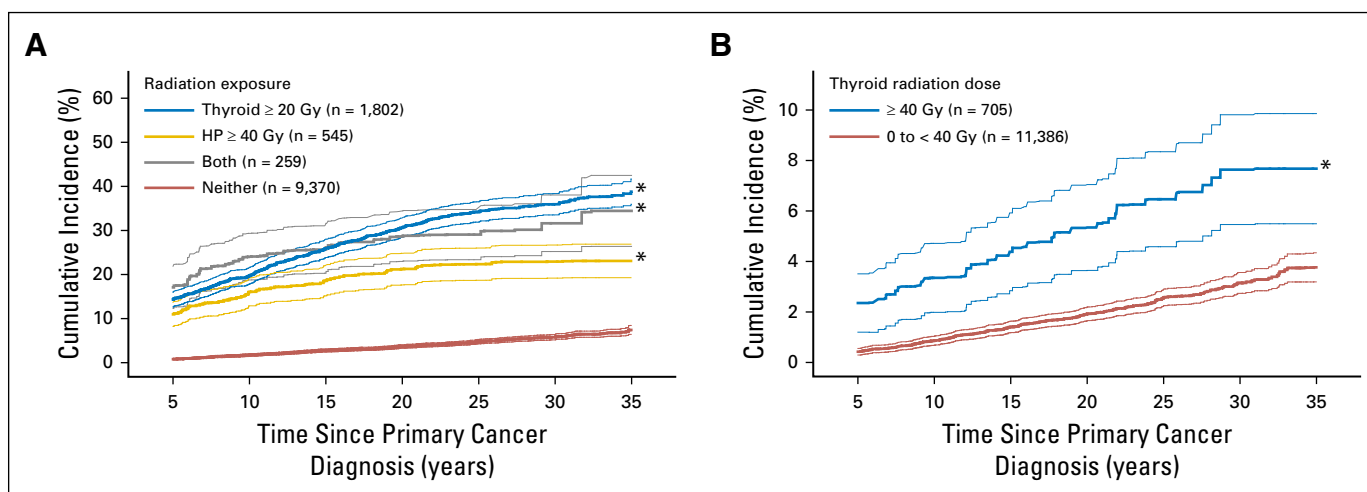 A
Radiation exposure
Thyroid ≥ 20 Gy (n = 1,802)
HP ≥ 40 Gy (n = 545)
Both (n = 259)
Neither (n = 9,370)
Cumulative Incidence (%)
60
50
40
30
20
10
0
*
*
*
5 10 15 20 25 30 35
Time Since Primary Cancer
Diagnosis (years)
B
Thyroid radiation dose
≥ 40 Gy (n = 705)
0 to < 40 Gy (n = 11,386)
Cumulative Incidence (%)
10
8
6
4
2
0
*
5 10 15 20 25 30 35
Time Since Primary Cancer
Diagnosis (years)